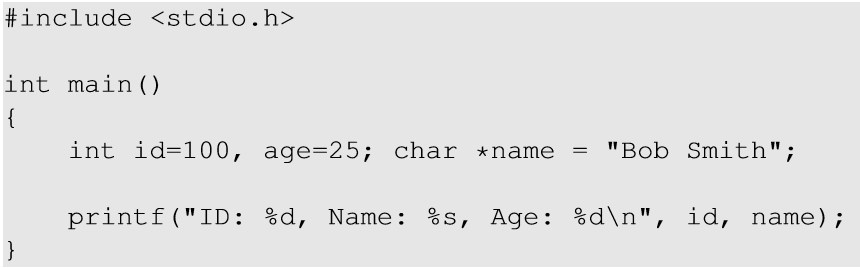 #include <stdio.h>
int main()
{
    int id=100, age=25; char *name = "Bob Smith";
    printf("ID: %d, Name: %s, Age: %d\n", id, name);
}